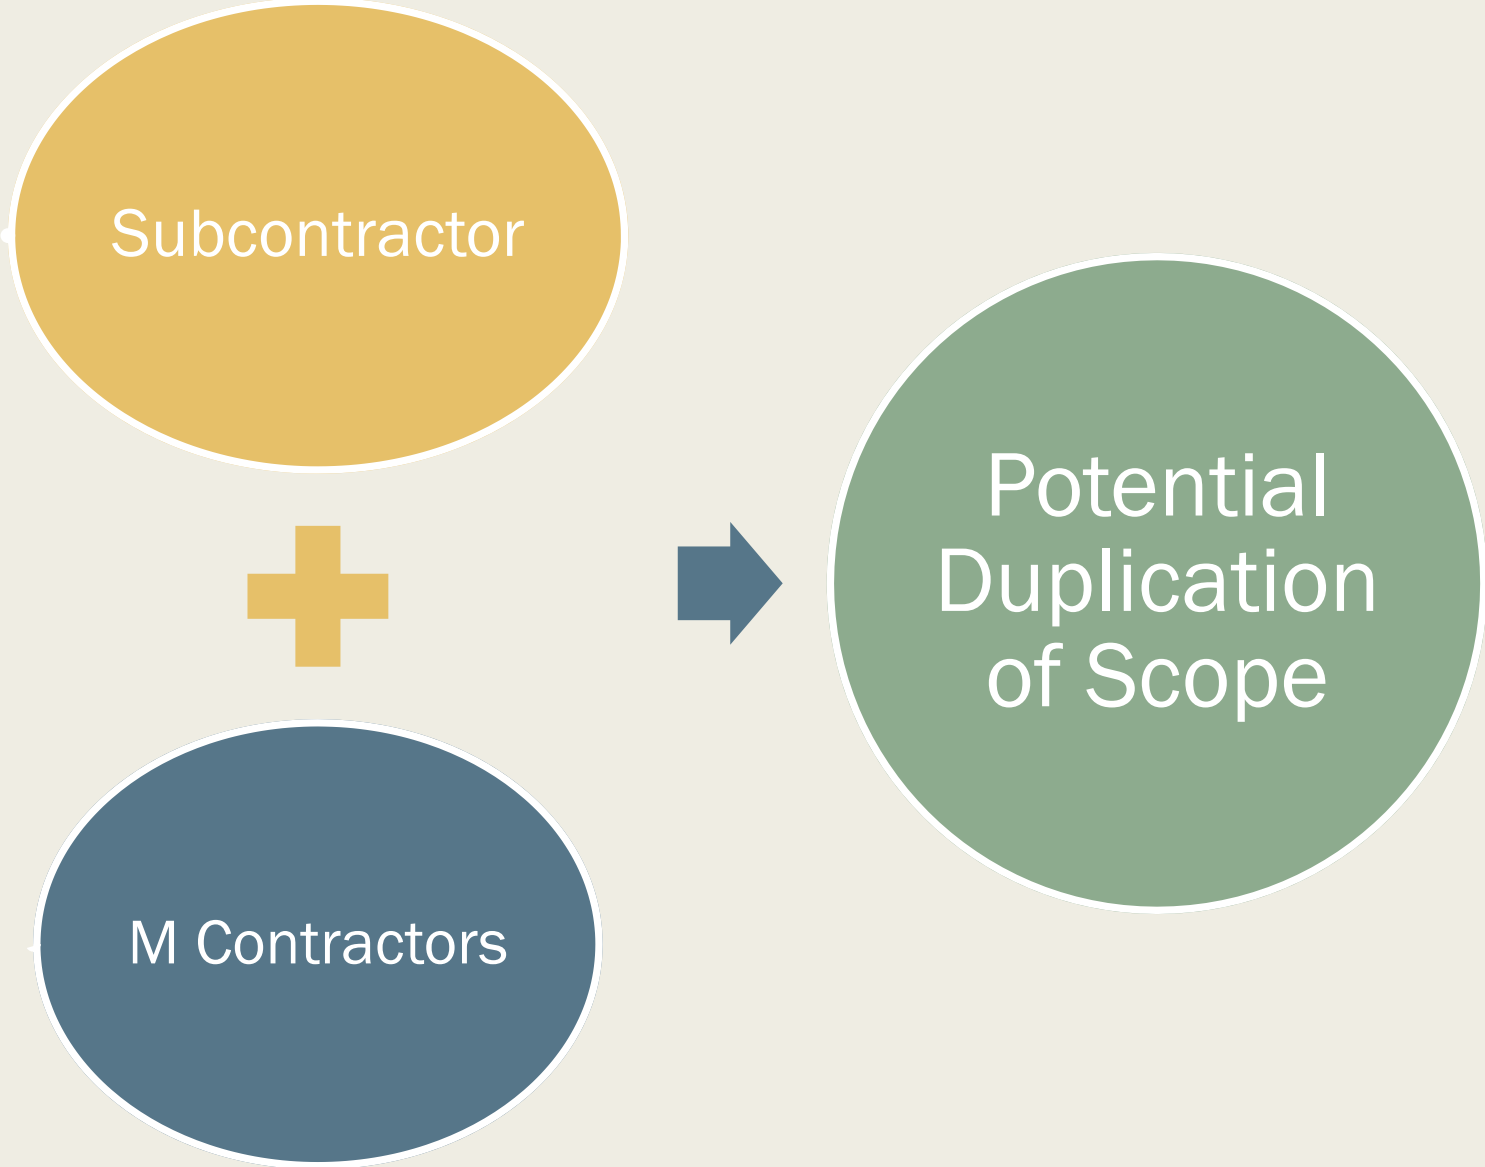 Subcontractor
M Contractors
Potential
Duplication
of Scope